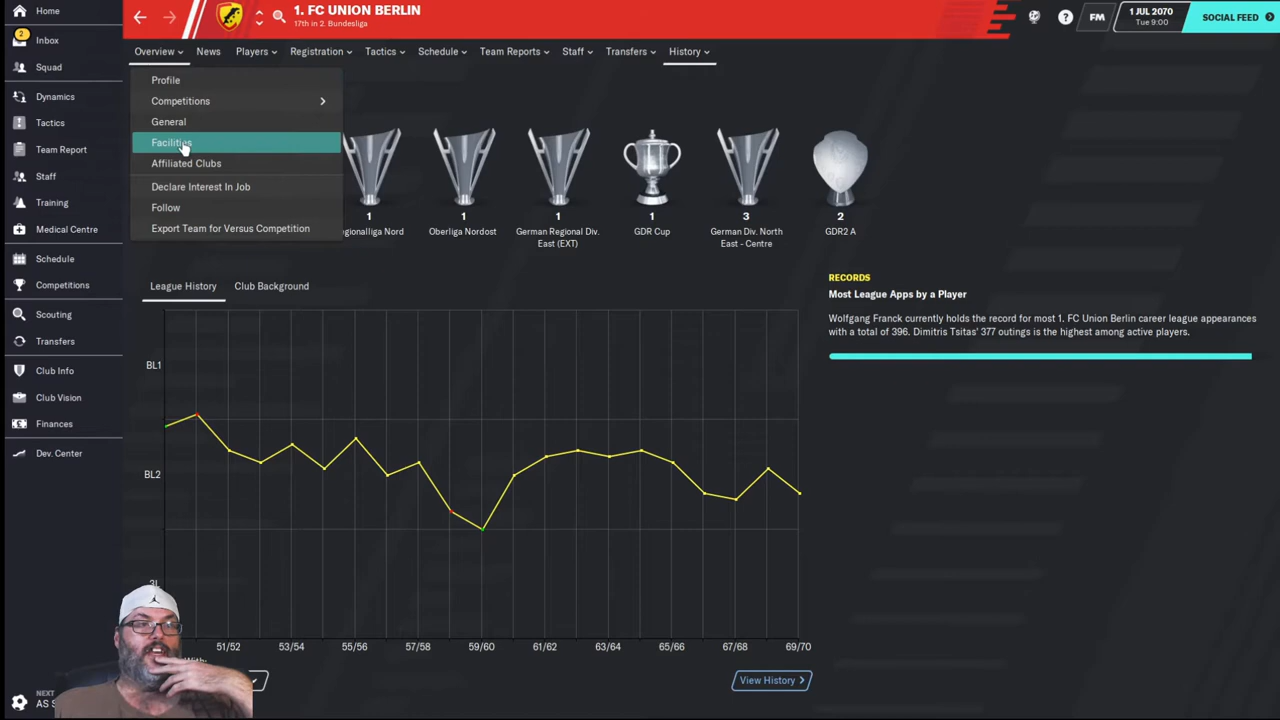 Home
1. FC UNION BERLIN
17th in 2. Bundesliga
FM
1 JUL 2070
Tue 9:00
SOCIAL FEED
2
Inbox
Squad
Dynamics
Tactics
Team Report
Staff
Training
Medical Centre
Schedule
Competitions
Scouting
Transfers
Club Info
Club Vision
Finances
Dev. Center
NEXT
AS S
Overview
News
Players
Registration
Tactics
Schedule
Team Reports
Staff
Transfers
History
Profile
Competitions
General
Facilities
Affiliated Clubs
Declare Interest In Job
Follow
Export Team for Versus Competition
1
egionalliga Nord
1
Oberliga Nordost
1
German Regional Div.
East (EXT)
1
GDR Cup
3
German Div. North
East - Centre
2
GDR2 A
League History
Club Background
BL1
BL2
3L
51/52
53/54
55/56
57/58
59/60
61/62
63/64
65/66
67/68
69/70
With:
View History
RECORDS
Most League Apps by a Player
Wolfgang Franck currently holds the record for most 1. FC Union Berlin career league appearances
with a total of 396. Dimitris Tsitas' 377 outings is the highest among active players.